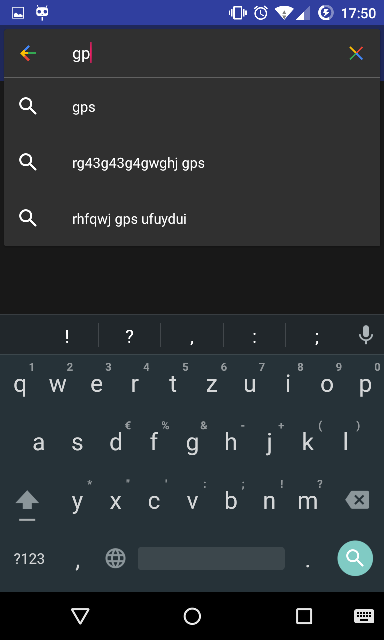 17:50
gp
gps
rg43g43g4gwghj gps
rhfqwj gps ufuydui
! ? , : ;
1 2 3 4 5 6 7 8 9 0
q w e r t z u i o p
€ % & - + ( )
a s d f g h j k l
* " ' : ; ! ?
y x c v b n m
?123 , .